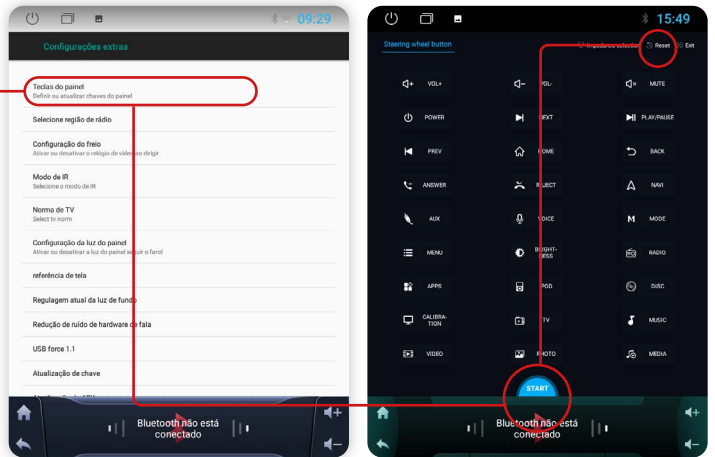 09:29
Configurações extras
Teclas do painel
Definir ou atualizar chaves do painel
Selecione região de rádio
Configuração do freio
Ativar ou desativar o relógio de vídeo ao dirigir
Modo de IR
Selecione o modo de IR
Norma de TV
Select tv norm
Configuração da luz do painel
Ativar ou desativar a luz do painel seguir o farol
referência de tela
Regulagem atual da luz de fundo
Redução de ruído de hardware de fala
USB force 1.1
Atualização de chave
Bluetooth não está
conectado
15:49
Steering wheel button
Impedance selection Reset Exit
VOL+ VOL- MUTE
POWER NEXT PLAY/PAUSE
PREV HOME BACK
ANSWER REJECT NAVI
AUX VOICE M MODE
MENU BRIGHT-
NESS RADIO
APPS IPOD DISC
CALIBRA-
TION TV MUSIC
VIDEO PHOTO MEDIA
START
Bluetooth não está
conectado